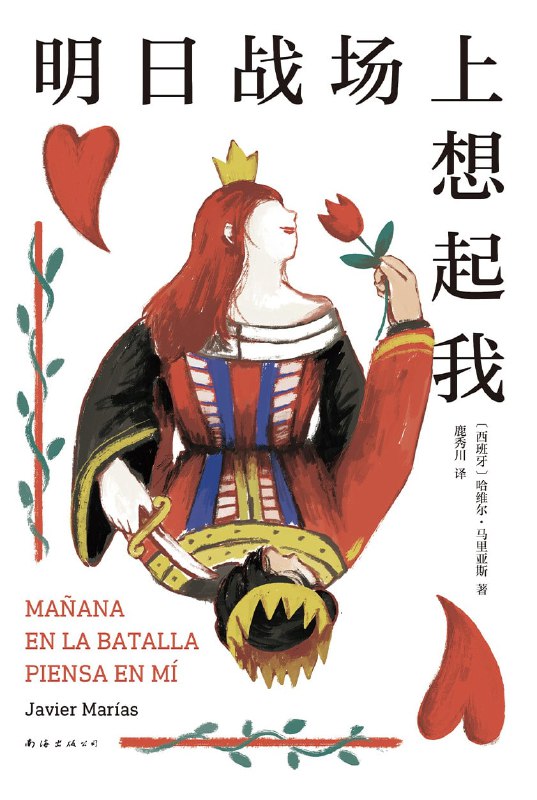 明日战场上
想起我
〔西班牙〕哈维尔·马里亚斯 著
鹿秀川 译
MAÑANA
EN LA BATALLA
PIENSA EN MÍ
Javier Marías
南海出版公司